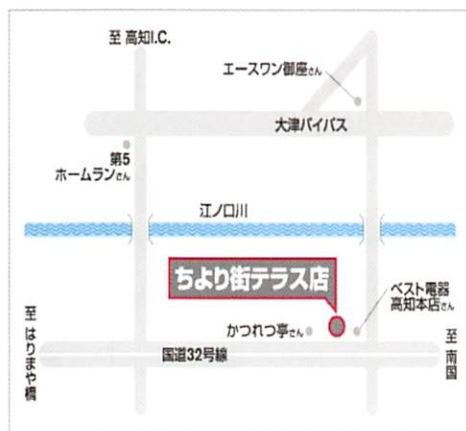 至 高知I.C.
エースワン御座さん
大津バイパス
第5
ホームランさん
江ノ口川
ちより街テラス店
ベスト電器
高知本店さん
かつれつ亭さん
至 はりまや橋
国道32号線
至 南国